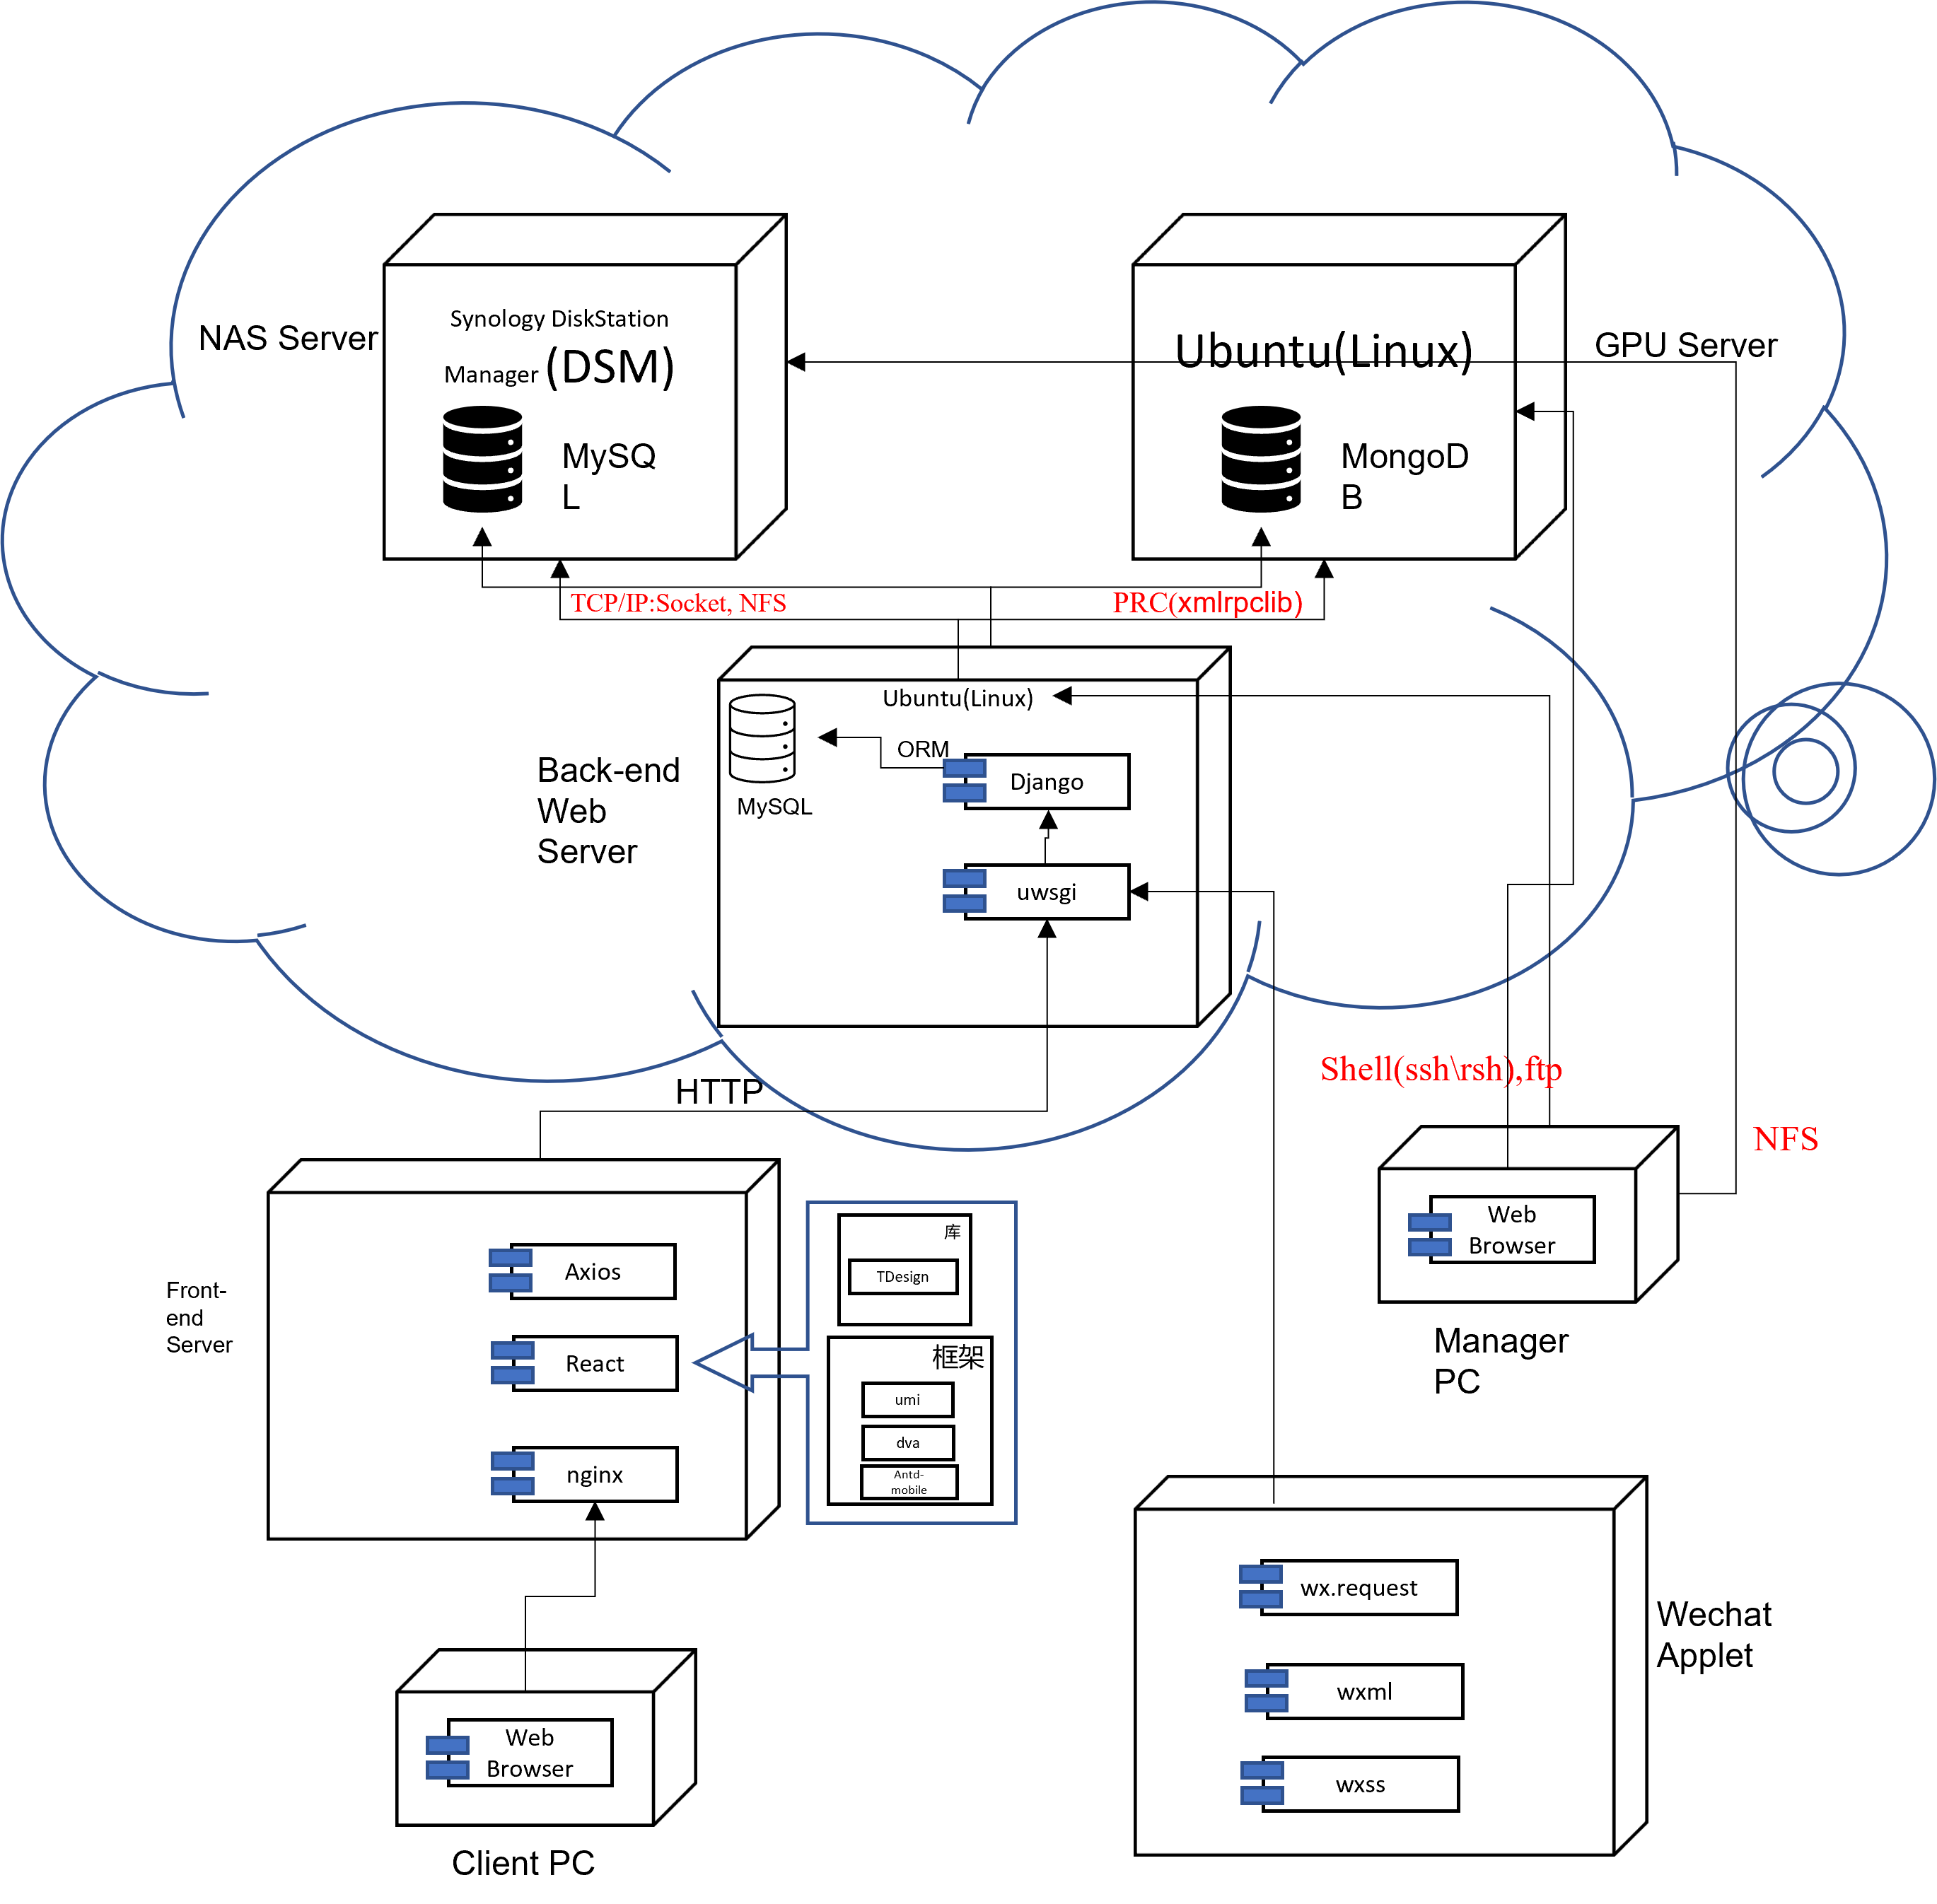 Synology DiskStation
Manager (DSM)
NAS Server
MySQ
L
Ubuntu(Linux)
GPU Server
MongoD
B
TCP/IP:Socket, NFS
PRC(xmlrpclib)
Ubuntu(Linux)
ORM
Django
MySQL
Back-end
Web
Server
uwsgi
HTTP
Shell(ssh\rsh),ftp
NFS
Web
Browser
Manager
PC
Front-
end
Server
Axios
React
nginx
库
TDesign
框架
umi
dva
Antd-
mobile
wx.request
wxml
wxss
Wechat
Applet
Web
Browser
Client PC